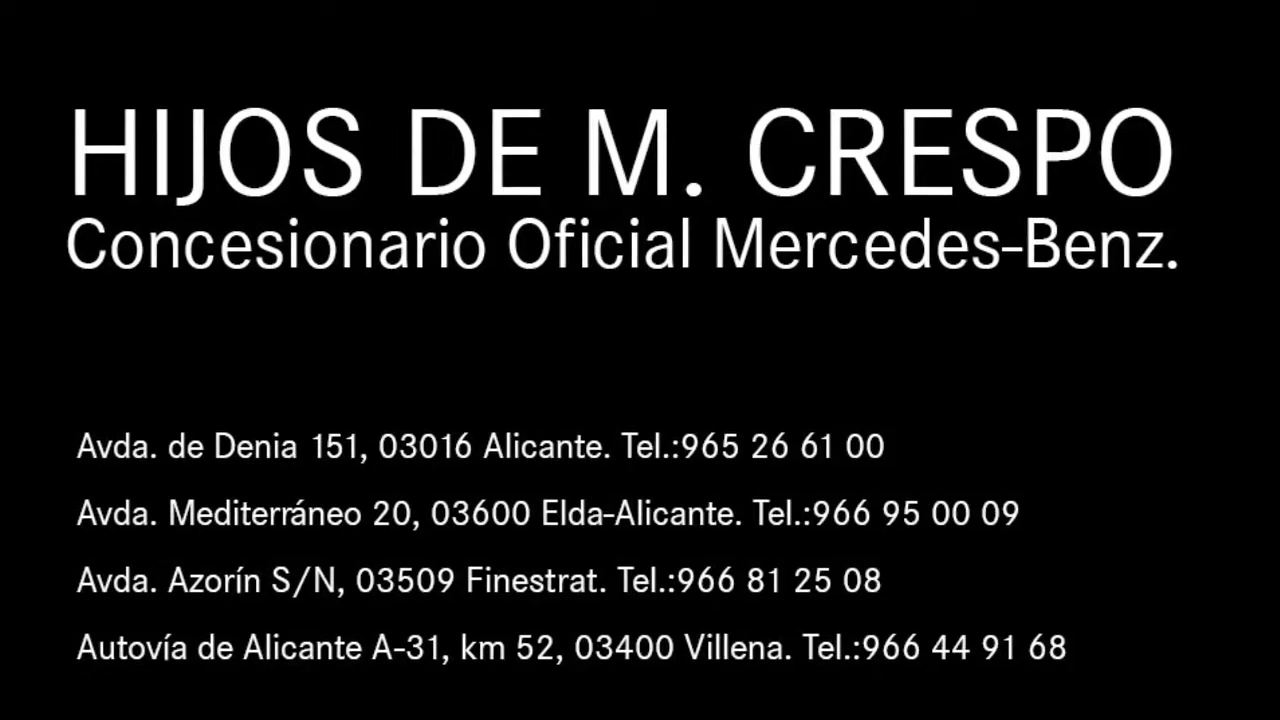 HIJOS DE M. CRESPO
Concesionario Oficial Mercedes-Benz.
Avda. de Denia 151, 03016 Alicante. Tel.:965 26 61 00
Avda. Mediterráneo 20, 03600 Elda-Alicante. Tel.:966 95 00 09
Avda. Azorín S/N, 03509 Finestrat. Tel.:966 81 25 08
Autovía de Alicante A-31, km 52, 03400 Villena. Tel.:966 44 91 68